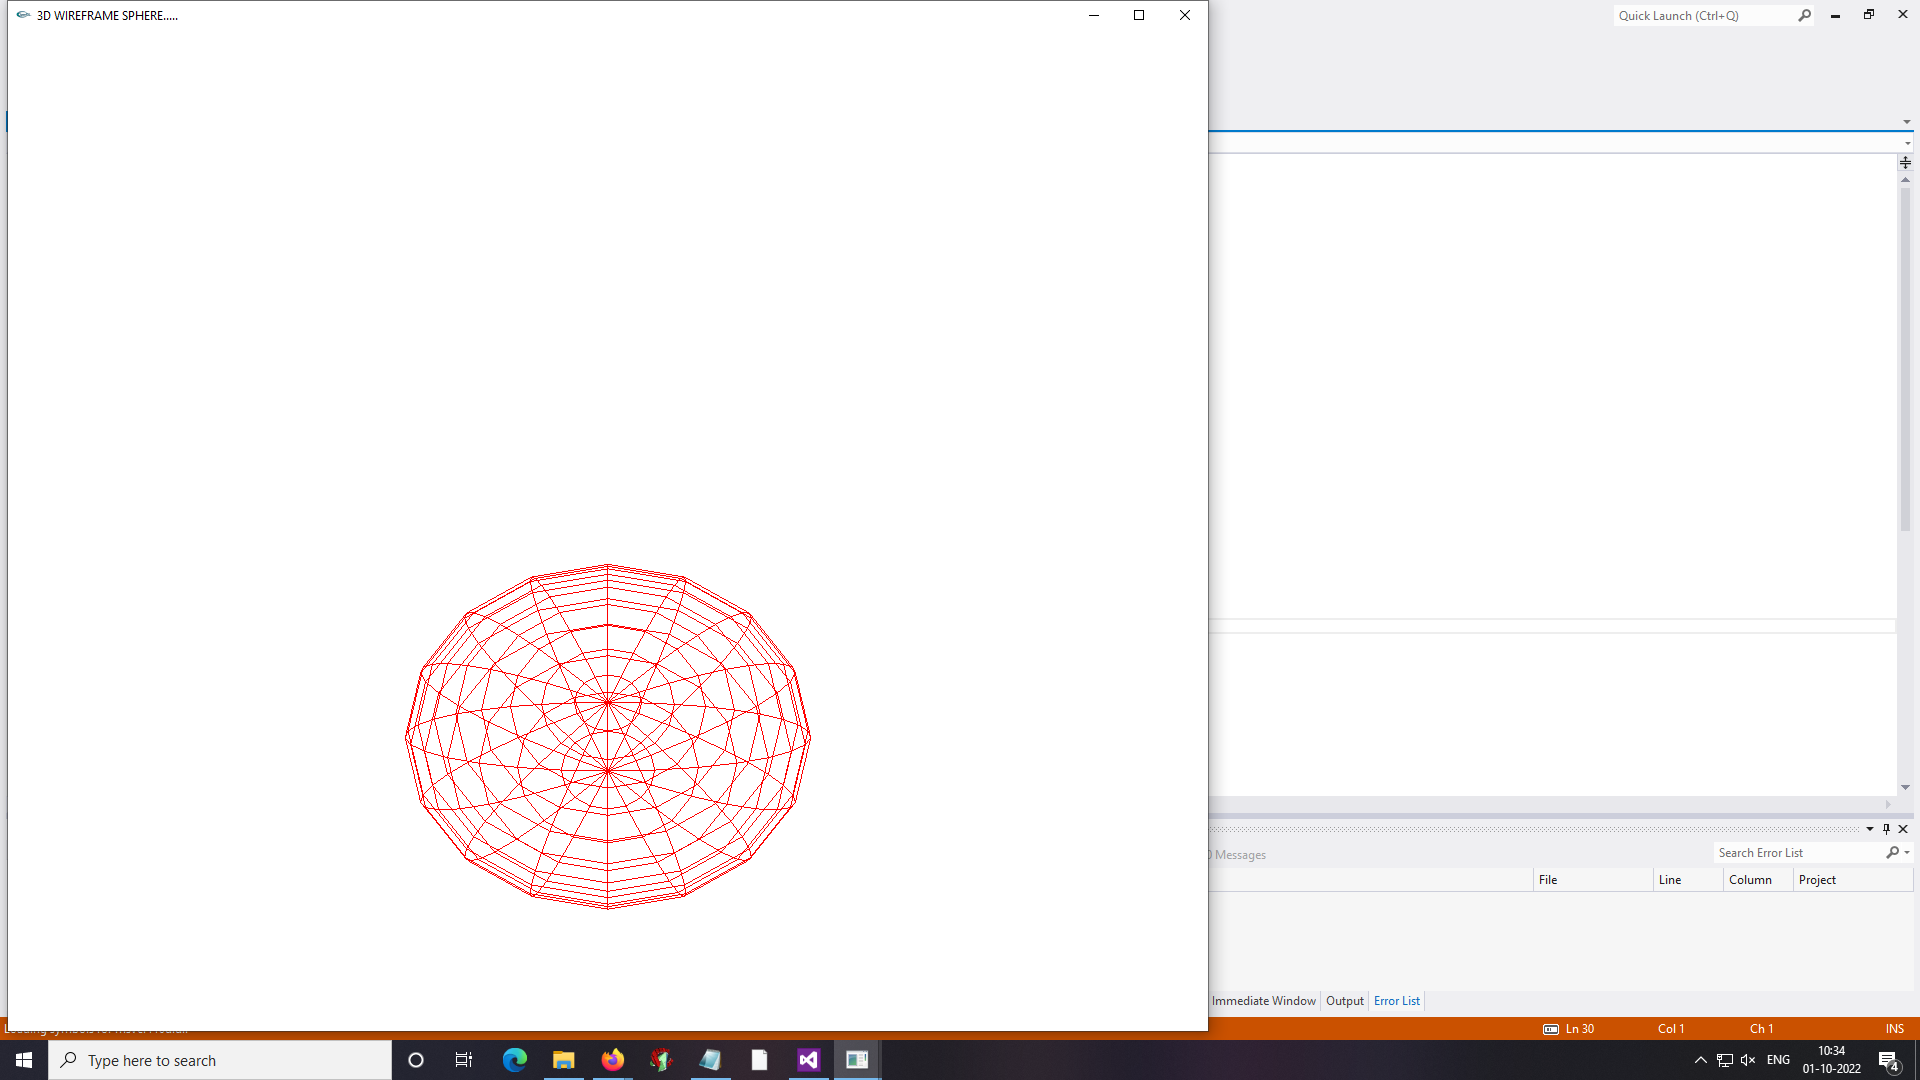 3D WIREFRAME SPHERE.....
Quick Launch (Ctrl+Q)
Messages
Search Error List
File Line Column Project
Immediate Window Output Error List
Ln 30 Col 1 Ch 1 INS
Type here to search
ENG
10:34
01-10-2022
4